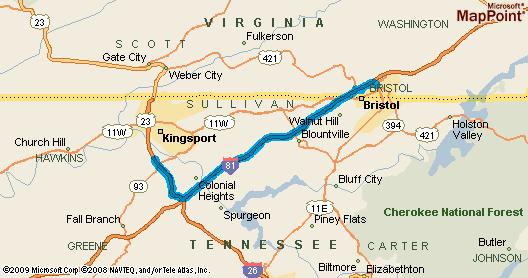 Microsoft®
MapPoint®
VIRGINIA
WASHINGTON
Fulkerson
SCOTT
Gate City
421
Weber City
BRISTOL
SULLIVAN
421
Bristol
23
11W
11W
Walnut Hill
Kingsport
Blountville
394
421
Holston
Valley
Church Hill
HAWKINS
81
93
Colonial
Heights
Bluff City
11E
Cherokee National Forest
Spurgeon
Fall Branch
Piney Flats
GREENE
TENNESSEE
CARTER
Butler
JOHNSON
26
Biltmore
Elizabethton
©2009 Microsoft Corp ©2008 NAVTEQ, and/or Tele Atlas, Inc.